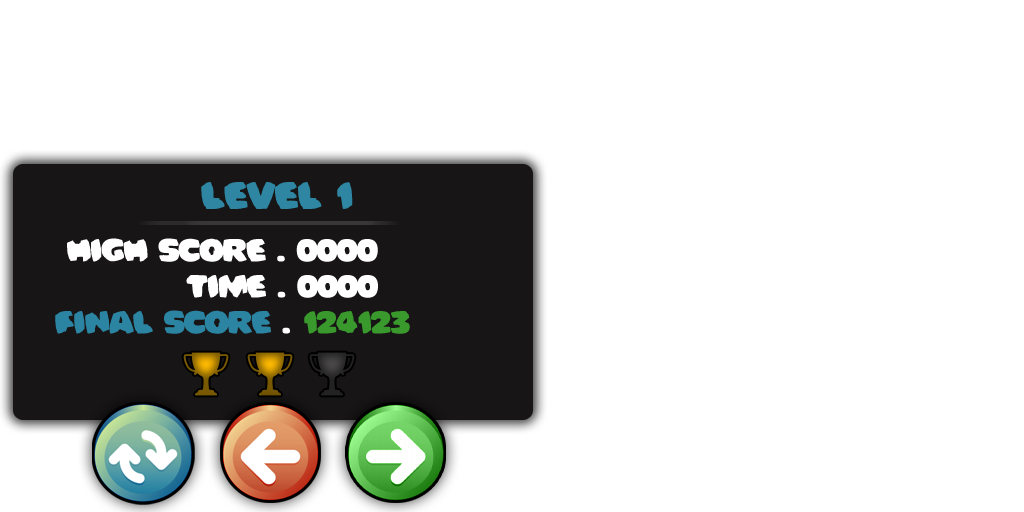 LEVEL 1
HIGH SCORE . 0000
TIME . 0000
FINAL SCORE . 124123